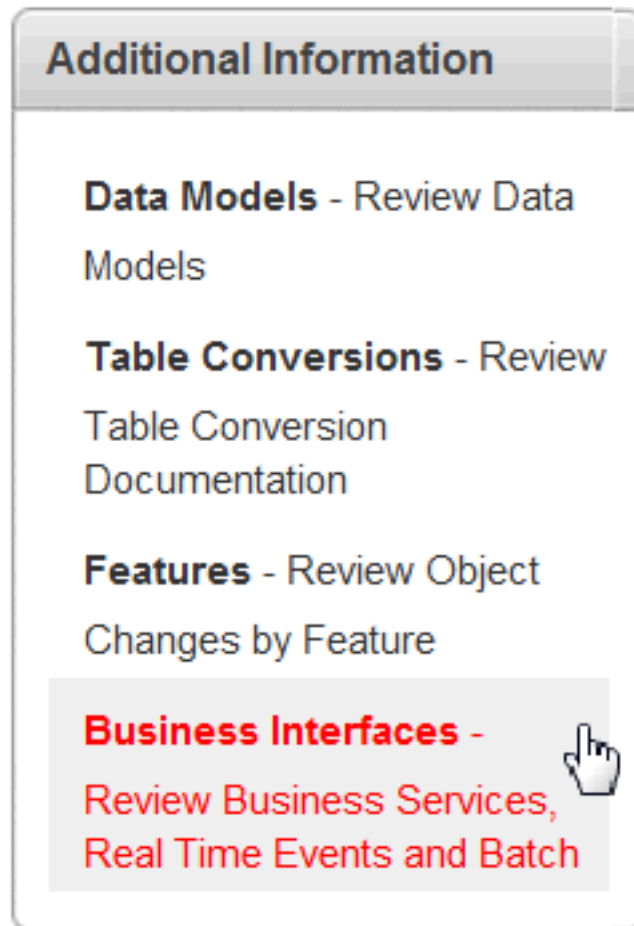 Additional Information
Data Models - Review Data
Models
Table Conversions - Review
Table Conversion
Documentation
Features - Review Object
Changes by Feature
Business Interfaces -
Review Business Services,
Real Time Events and Batch